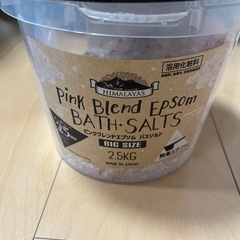 浴用化粧料
HIMALAYAS
Pink Blend Epsom
BATH·SALTS
ピンクブレンドエプソム バスソルト
BIG SIZE
2.5KG
MADE IN JAPAN